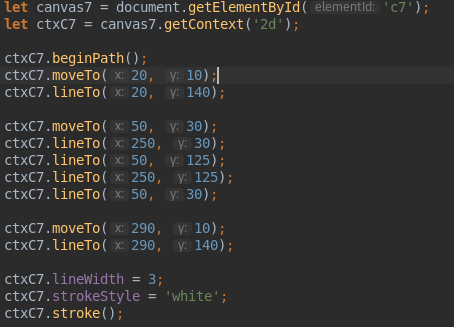 let canvas7 = document.getElementById( elementId: 'c7');
let ctxC7 = canvas7.getContext('2d');
ctxC7.beginPath();
ctxC7.moveTo( x: 20, y: 10);
ctxC7.lineTo( x: 20, y: 140);
ctxC7.moveTo( x: 50, y: 30);
ctxC7.lineTo( x: 250, y: 30);
ctxC7.lineTo( x: 50, y: 125);
ctxC7.lineTo( x: 250, y: 125);
ctxC7.lineTo( x: 50, y: 30);
ctxC7.moveTo( x: 290, y: 10);
ctxC7.lineTo( x: 290, y: 140);
ctxC7.lineWidth = 3;
ctxC7.strokeStyle = 'white';
ctxC7.stroke();